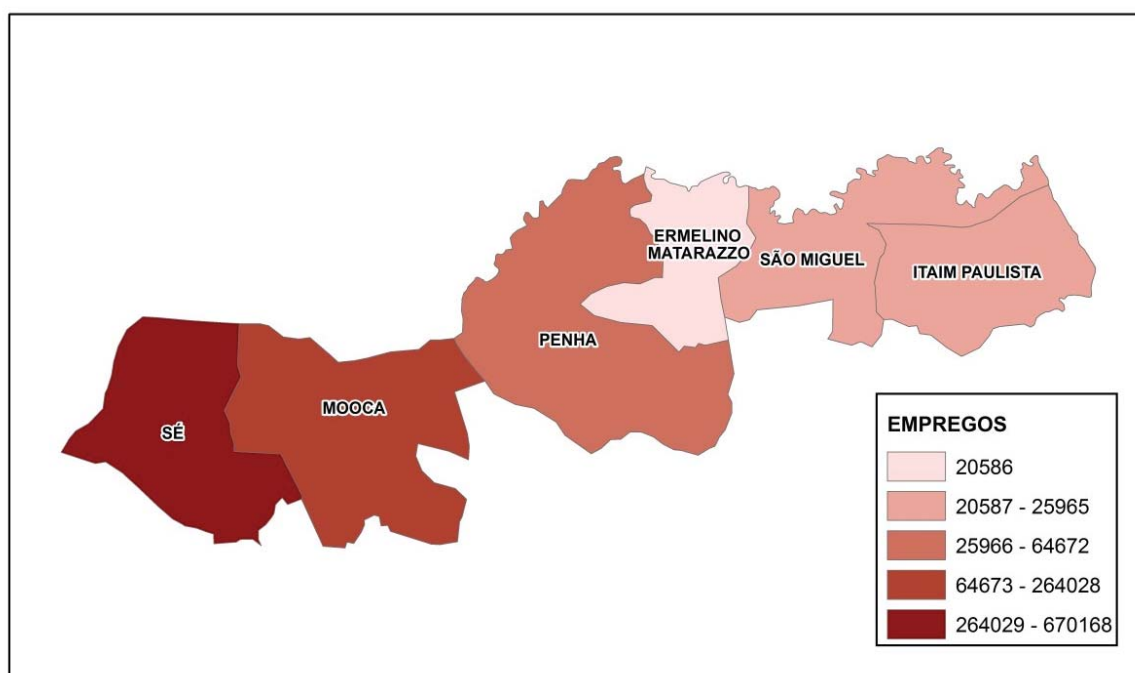 ERMELINO
MATARAZZO
SÃO MIGUEL
ITAIM PAULISTA
PENHA
MOOCA
SÉ
EMPREGOS
20586
20587 - 25965
25966 - 64672
64673 - 264028
264029 - 670168